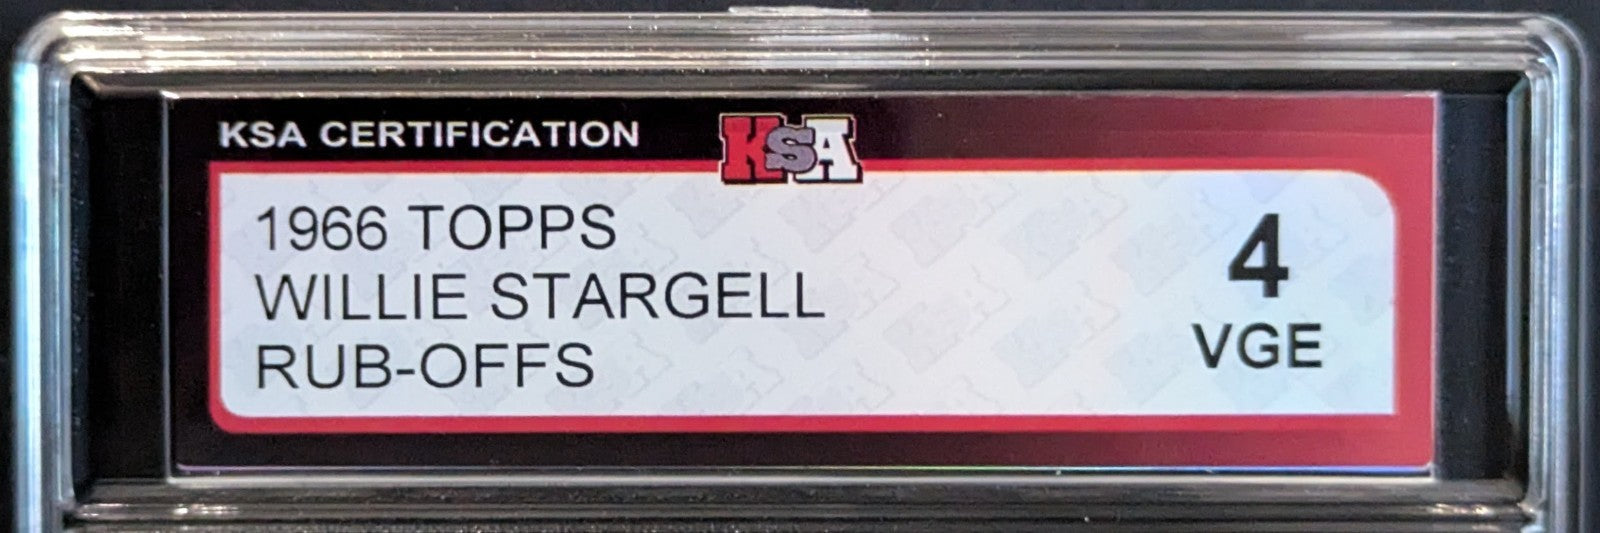 KSA CERTIFICATION
KSA
1966 TOPPS
WILLIE STARGELL
RUB-OFFS
4
VGE